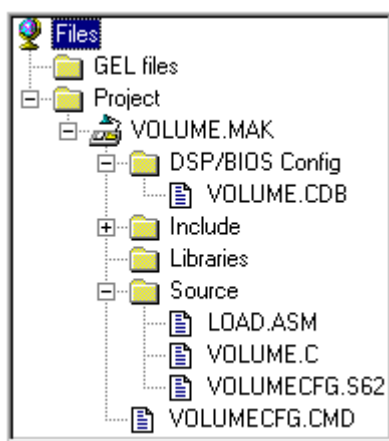 Files
GEL files
Project
VOLUME.MAK
DSP/BIOS Config
VOLUME.CDB
Include
Libraries
Source
LOAD.ASM
VOLUME.C
VOLUMECFG.S62
VOLUMECFG.CMD